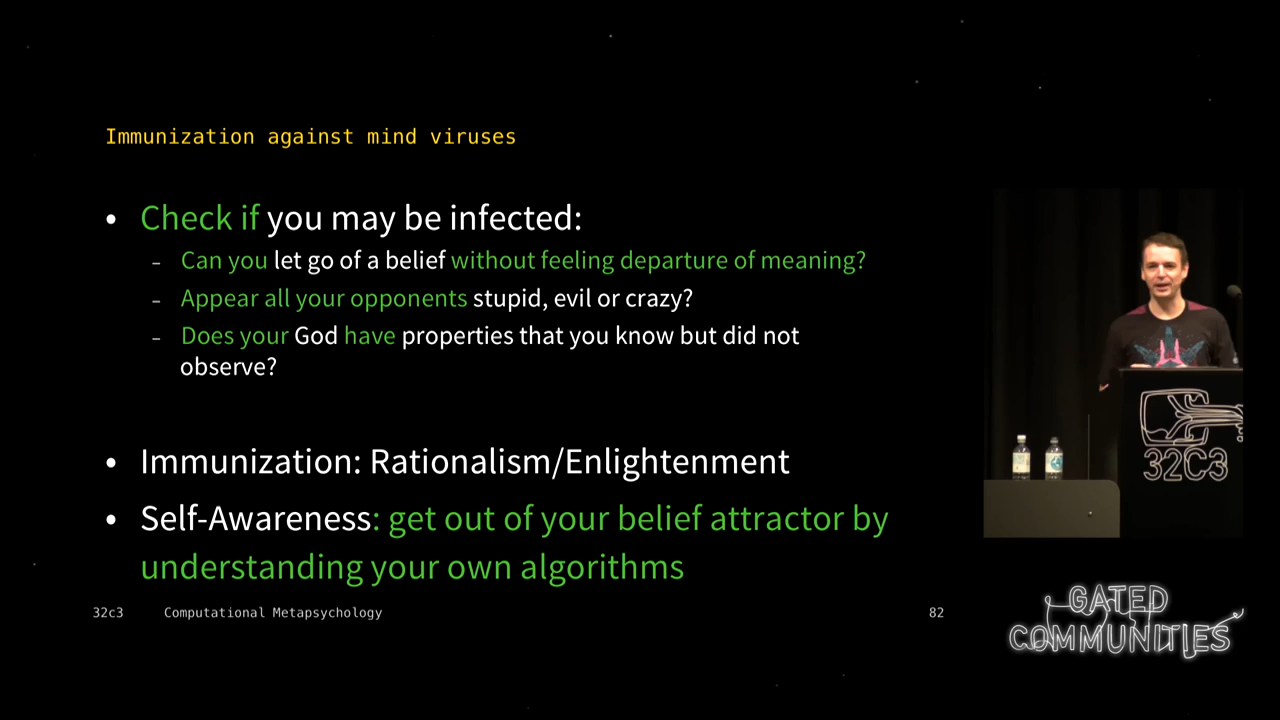 Immunization against mind viruses
• Check if you may be infected:
– Can you let go of a belief without feeling departure of meaning?
– Appear all your opponents stupid, evil or crazy?
– Does your God have properties that you know but did not
observe?
• Immunization: Rationalism/Enlightenment
• Self-Awareness: get out of your belief attractor by
understanding your own algorithms
32c3 Computational Metapsychology 82
32C3
GATED
COMMUNITIES